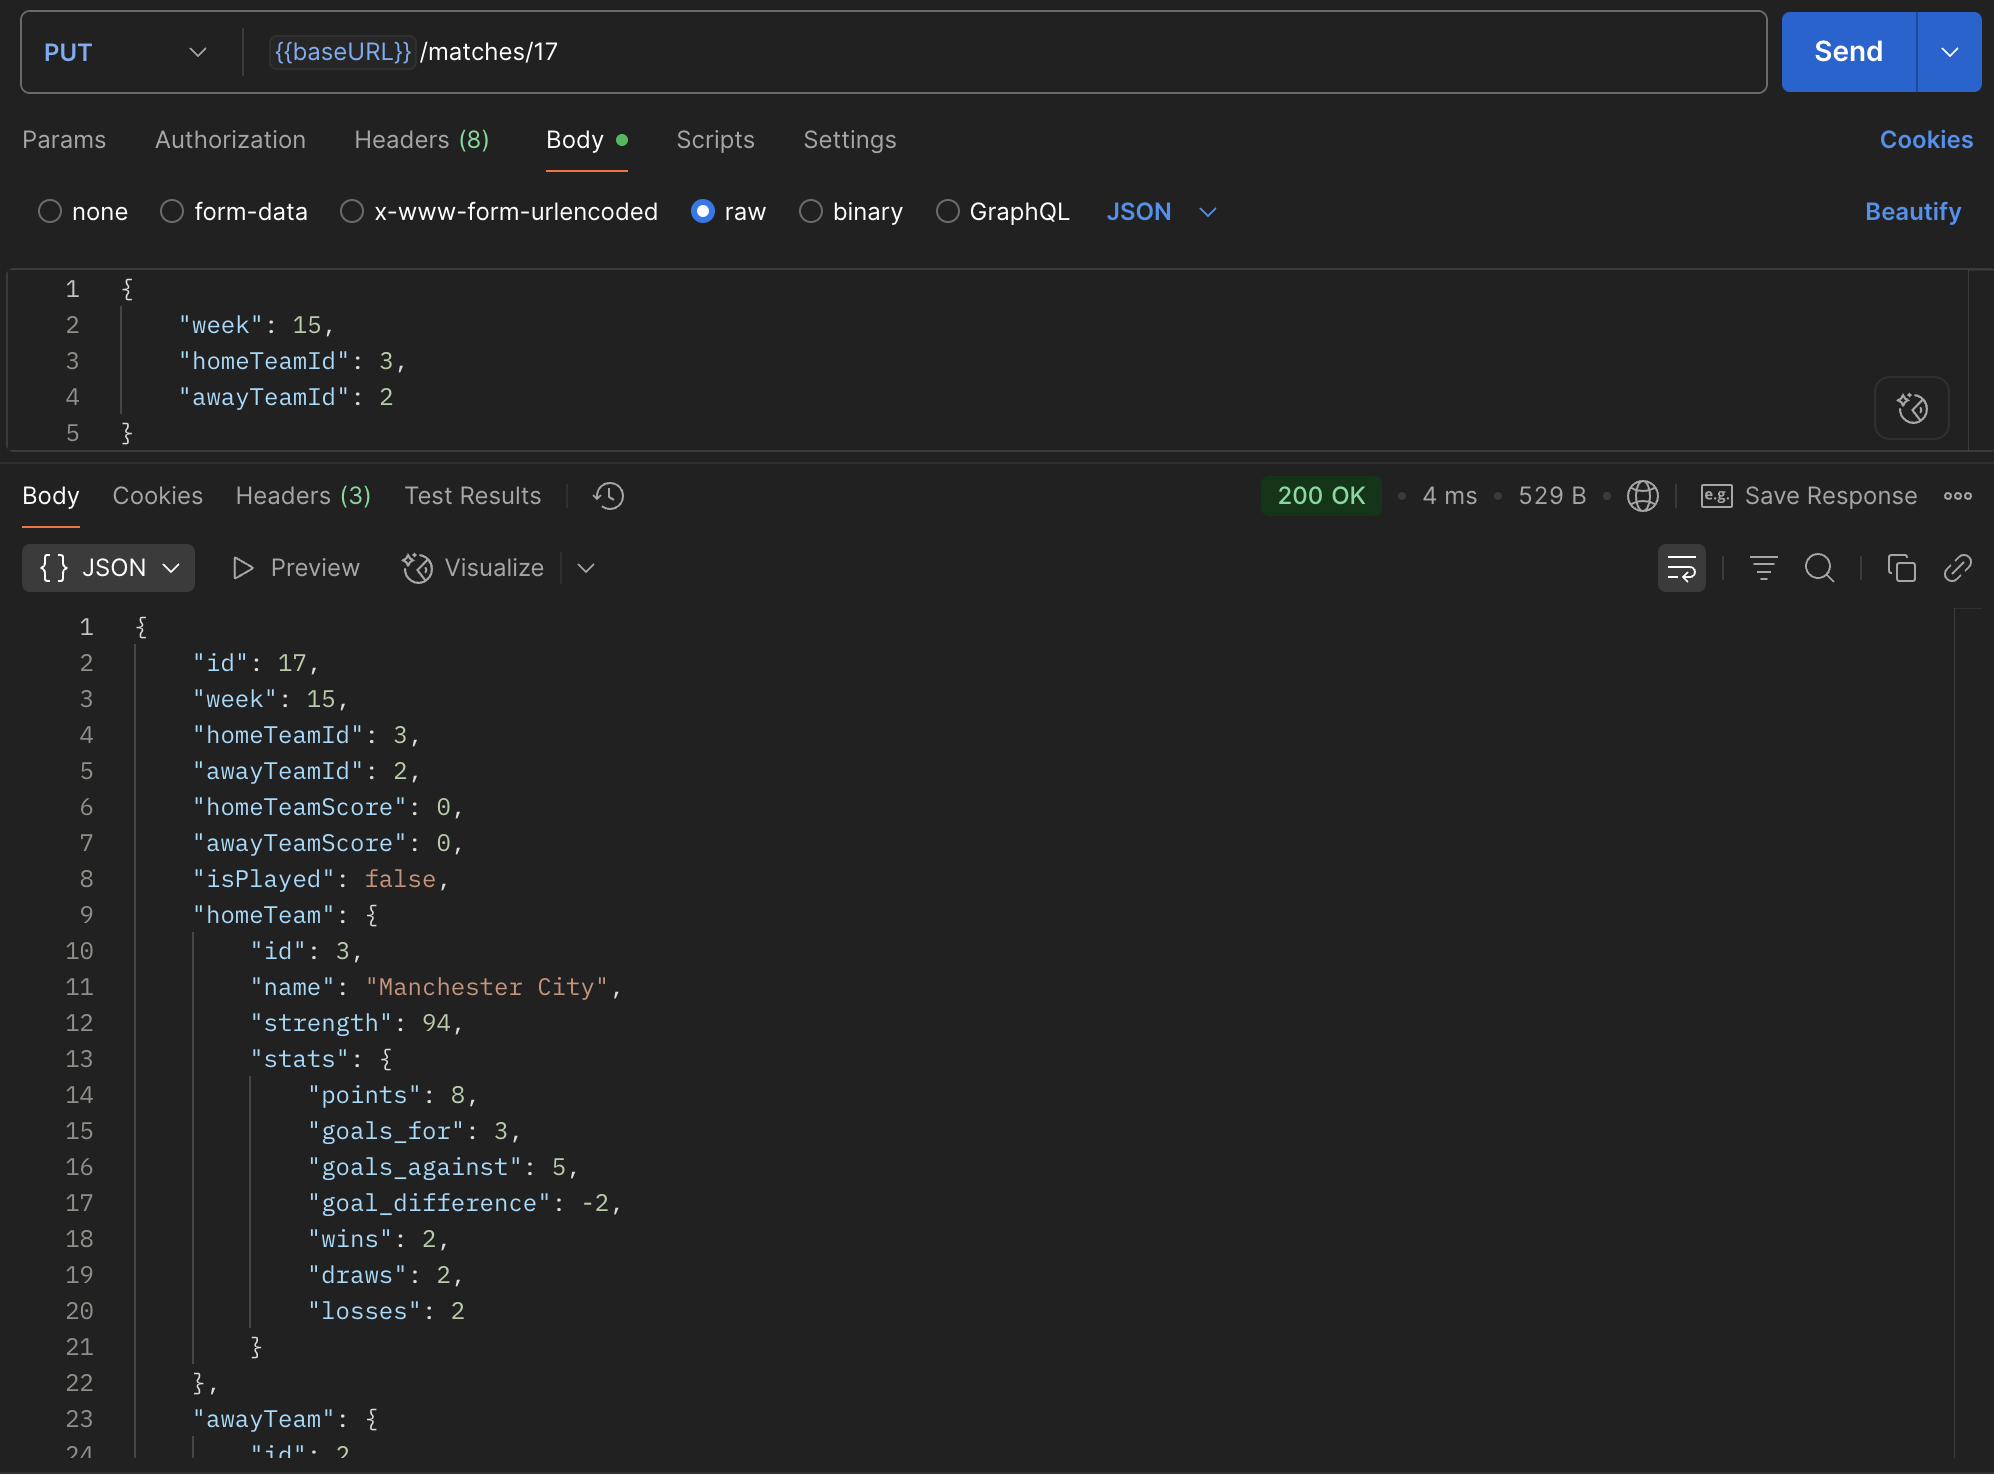 PUT {{baseURL}} /matches/17 Send
Params Authorization Headers (8) Body Scripts Settings Cookies
none form-data x-www-form-urlencoded raw binary GraphQL JSON Beautify
1 {
2 "week": 15,
3 "homeTeamId": 3,
4 "awayTeamId": 2
5 }
Body Cookies Headers (3) Test Results 200 OK • 4 ms • 529 B • e.g. Save Response
{} JSON Preview Visualize
1 {
2 "id": 17,
3 "week": 15,
4 "homeTeamId": 3,
5 "awayTeamId": 2,
6 "homeTeamScore": 0,
7 "awayTeamScore": 0,
8 "isPlayed": false,
9 "homeTeam": {
10 "id": 3,
11 "name": "Manchester City",
12 "strength": 94,
13 "stats": {
14 "points": 8,
15 "goals_for": 3,
16 "goals_against": 5,
17 "goal_difference": -2,
18 "wins": 2,
19 "draws": 2,
20 "losses": 2
21 }
22 },
23 "awayTeam": {
24 "id": 2